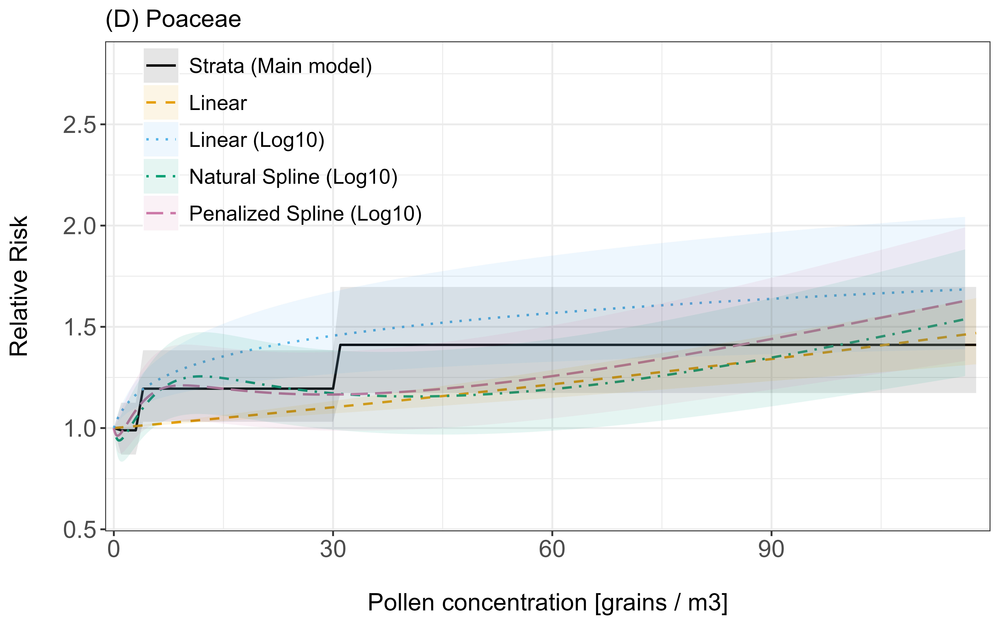 (D) Poaceae
Strata (Main model)
Linear
Linear (Log10)
Natural Spline (Log10)
Penalized Spline (Log10)
Relative Risk
2.5
2.0
1.5
1.0
0.5
0 30 60 90
Pollen concentration [grains / m3]